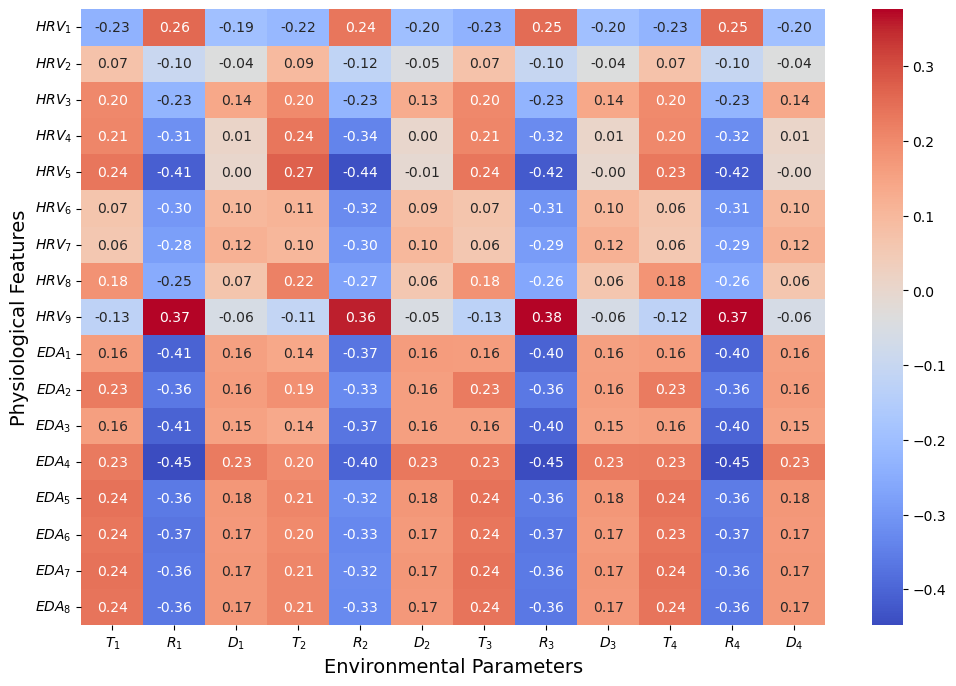 HRV₁ -0.23 0.26 -0.19 -0.22 0.24 -0.20 -0.23 0.25 -0.20 -0.23 0.25 -0.20
HRV₂ 0.07 -0.10 -0.04 0.09 -0.12 -0.05 0.07 -0.10 -0.04 0.07 -0.10 -0.04
HRV₃ 0.20 -0.23 0.14 0.20 -0.23 0.13 0.20 -0.23 0.14 0.20 -0.23 0.14
HRV₄ 0.21 -0.31 0.01 0.24 -0.34 0.00 0.21 -0.32 0.01 0.20 -0.32 0.01
HRV₅ 0.24 -0.41 0.00 0.27 -0.44 -0.01 0.24 -0.42 -0.00 0.23 -0.42 -0.00
HRV₆ 0.07 -0.30 0.10 0.11 -0.32 0.09 0.07 -0.31 0.10 0.06 -0.31 0.10
HRV₇ 0.06 -0.28 0.12 0.10 -0.30 0.10 0.06 -0.29 0.12 0.06 -0.29 0.12
HRV₈ 0.18 -0.25 0.07 0.22 -0.27 0.06 0.18 -0.26 0.06 0.18 -0.26 0.06
HRV₉ -0.13 0.37 -0.06 -0.11 0.36 -0.05 -0.13 0.38 -0.06 -0.12 0.37 -0.06
EDA₁ 0.16 -0.41 0.16 0.14 -0.37 0.16 0.16 -0.40 0.16 0.16 -0.40 0.16
EDA₂ 0.23 -0.36 0.16 0.19 -0.33 0.16 0.23 -0.36 0.16 0.23 -0.36 0.16
EDA₃ 0.16 -0.41 0.15 0.14 -0.37 0.16 0.16 -0.40 0.15 0.16 -0.40 0.15
EDA₄ 0.23 -0.45 0.23 0.20 -0.40 0.23 0.23 -0.45 0.23 0.23 -0.45 0.23
EDA₅ 0.24 -0.36 0.18 0.21 -0.32 0.18 0.24 -0.36 0.18 0.24 -0.36 0.18
EDA₆ 0.24 -0.37 0.17 0.20 -0.33 0.17 0.24 -0.37 0.17 0.23 -0.37 0.17
EDA₇ 0.24 -0.36 0.17 0.21 -0.32 0.17 0.24 -0.36 0.17 0.24 -0.36 0.17
EDA₈ 0.24 -0.36 0.17 0.21 -0.33 0.17 0.24 -0.36 0.17 0.24 -0.36 0.17
T₁ R₁ D₁ T₂ R₂ D₂ T₃ R₃ D₃ T₄ R₄ D₄
Environmental Parameters
Physiological Features
0.3
0.2
0.1
0.0
−0.1
−0.2
−0.3
−0.4